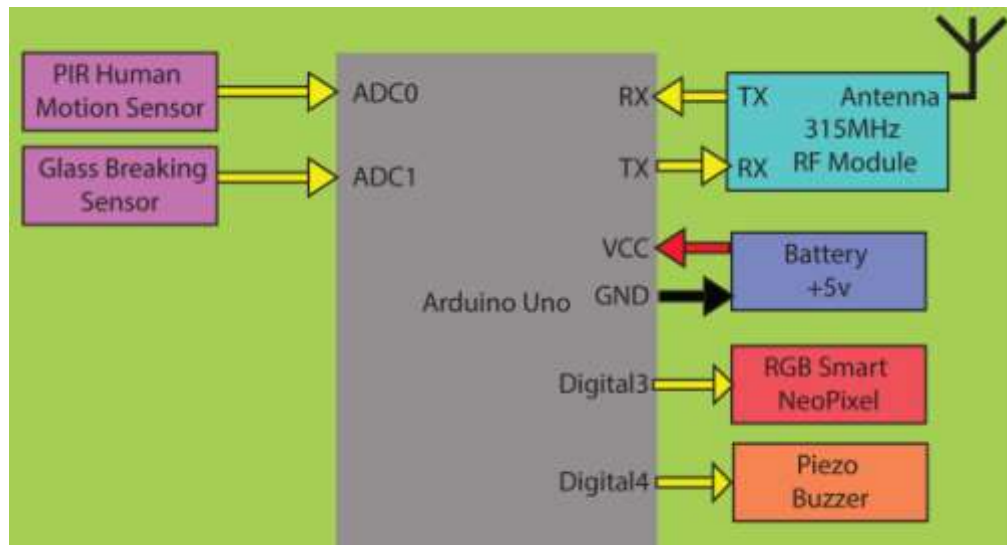 PIR Human
Motion Sensor
Glass Breaking
Sensor
ADC0
ADC1
Arduino Uno
RX
TX
VCC
GND
Digital3
Digital4
TX
Antenna
315MHz
RX
RF Module
Battery
+5v
RGB Smart
NeoPixel
Piezo
Buzzer